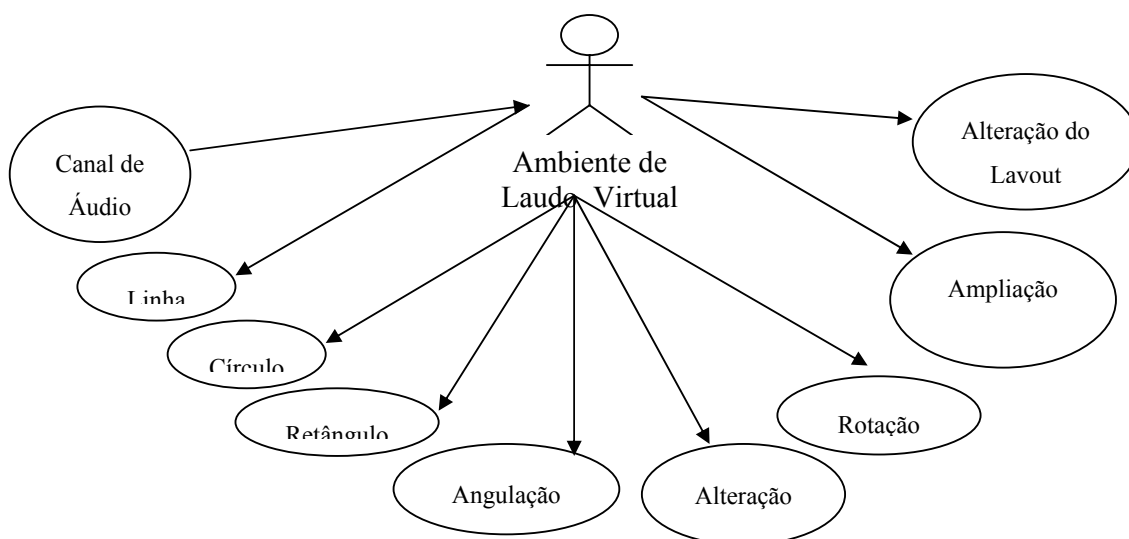 Ambiente de
Laudo Virtual
Canal de
Áudio
Linha
Círculo
Retângulo
Angulação
Alteração
Rotação
Ampliação
Alteração do
Layout